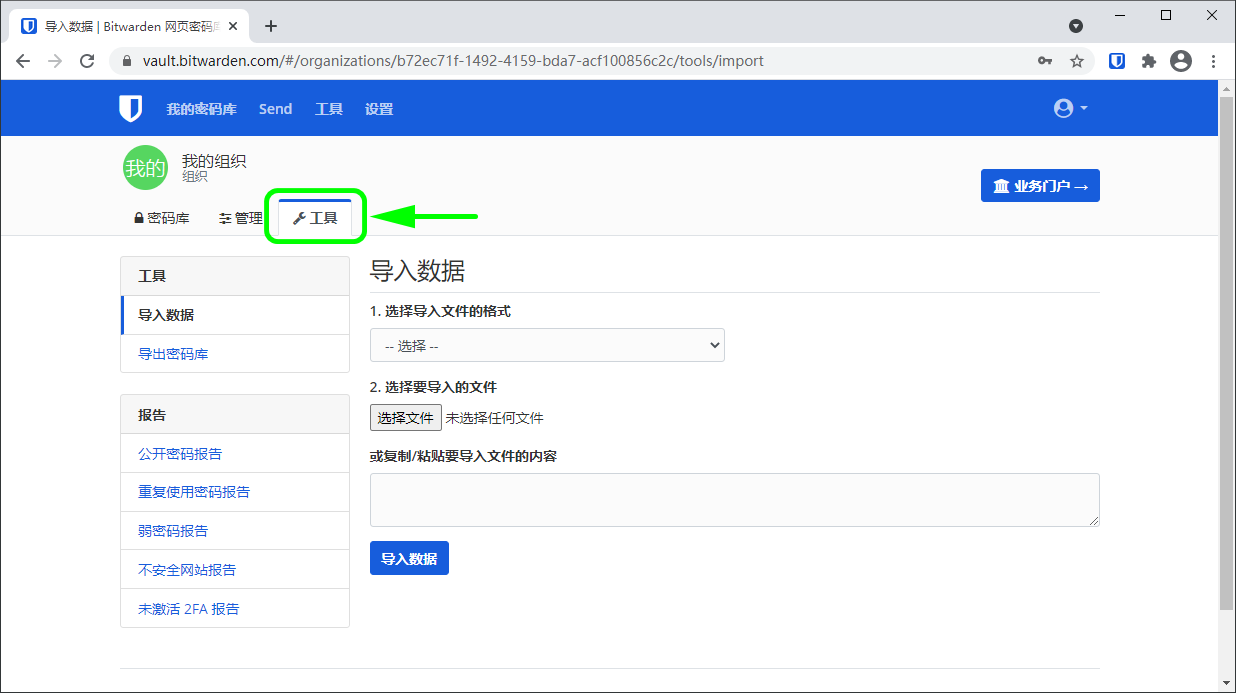 导入数据 | Bitwarden 网页密码库
vault.bitwarden.com/#/organizations/b72ec71f-1492-4159-bda7-acf100856c2c/tools/import
我的密码库 Send 工具 设置
我的 我的组织
组织
业务门户 →
密码库 管理 工具
工具
导入数据
导出密码库
报告
公开密码报告
重复使用密码报告
弱密码报告
不安全网站报告
未激活 2FA 报告
导入数据
1. 选择导入文件的格式
-- 选择 --
2. 选择要导入的文件
选择文件 未选择任何文件
或复制/粘贴要导入文件的内容
导入数据